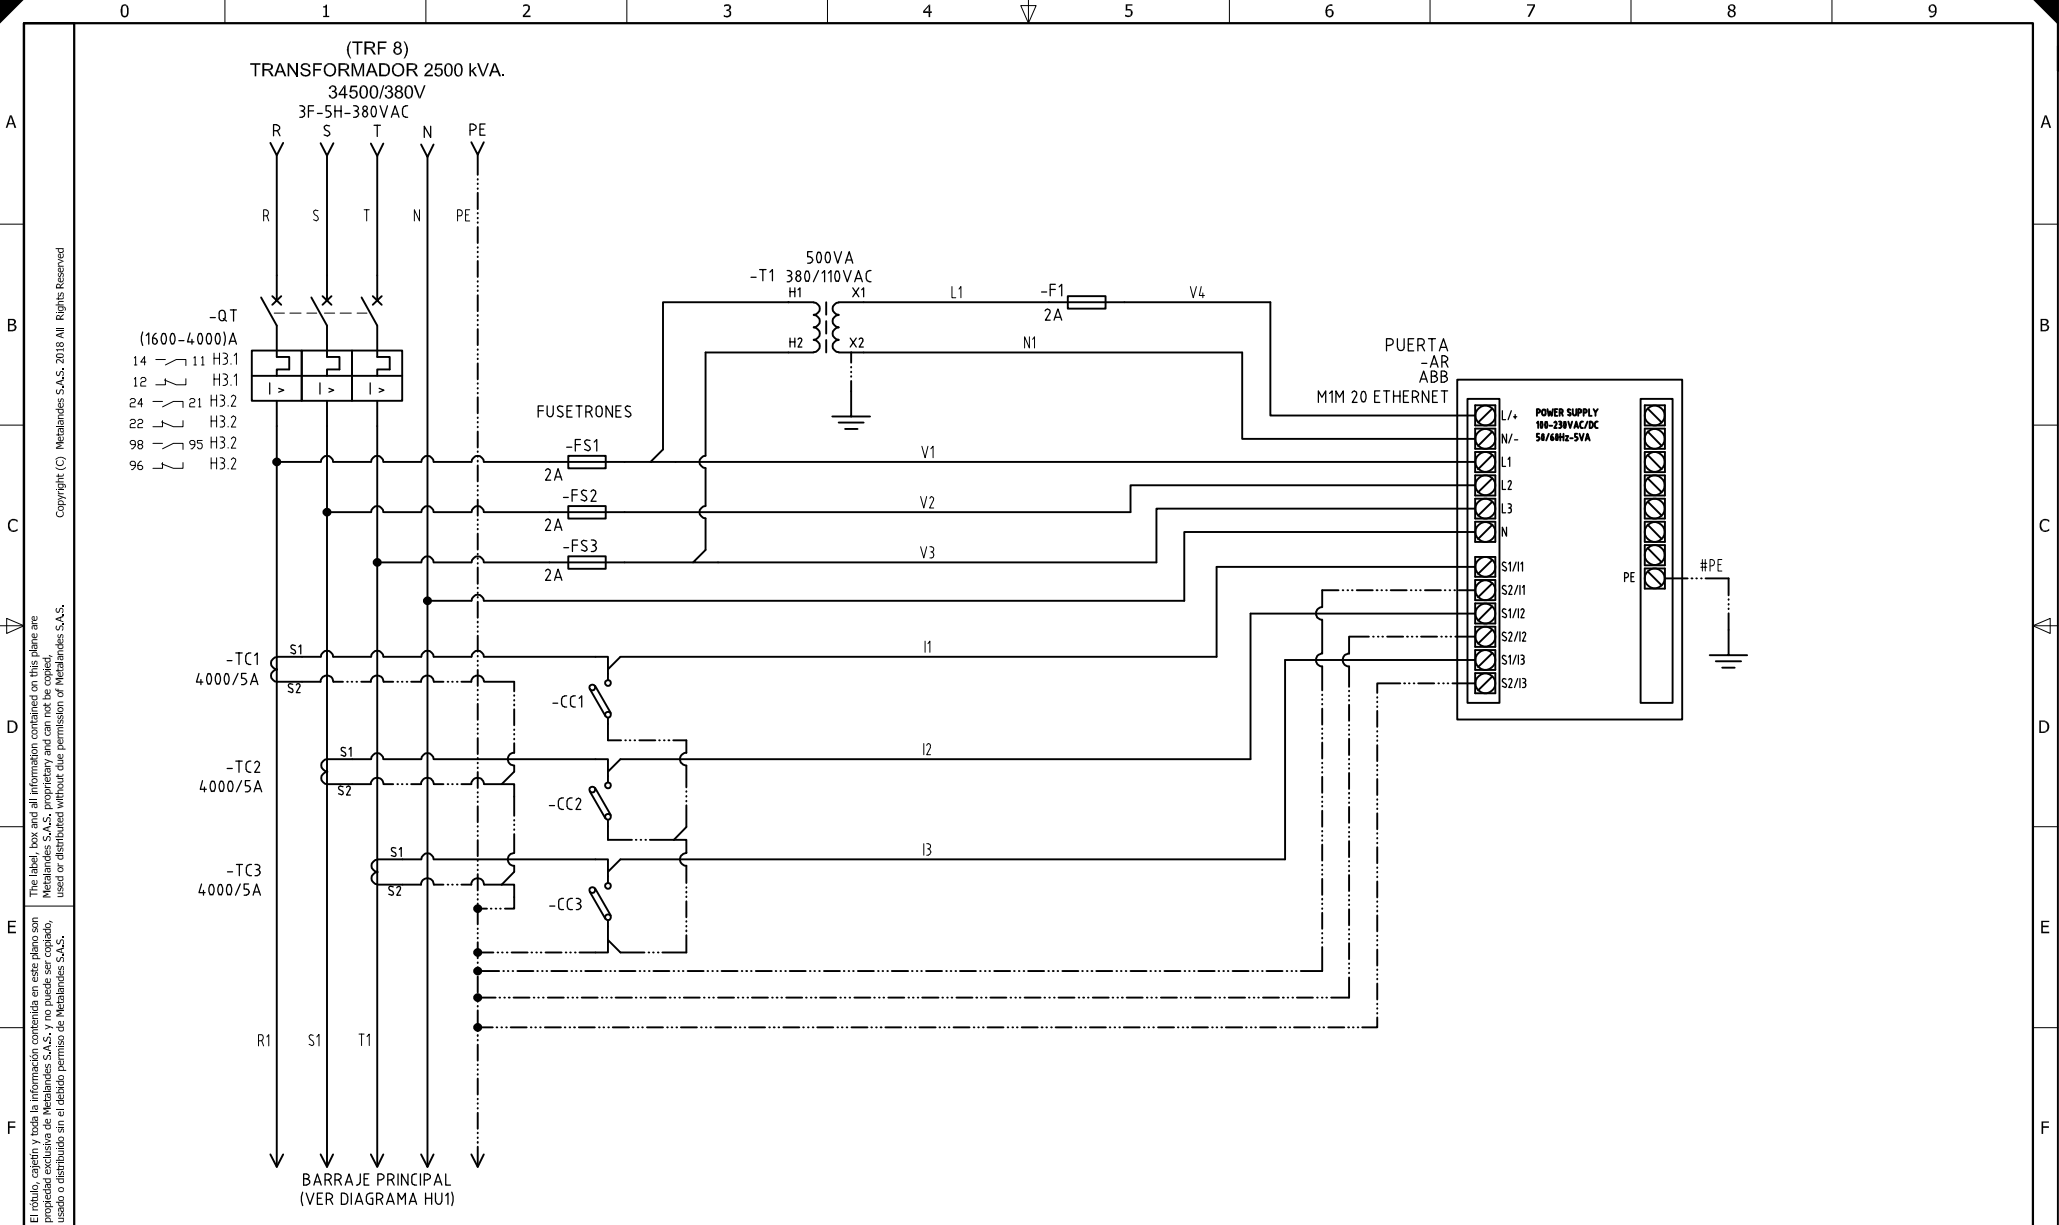 0 1 2 3 4 5 6 7 8 9
A
B
C
D
E
F
A
B
C
D
E
F
Copyright (C) Metalandes S.A.S. 2018 All Rights Reserved
The label, box and all information contained on this plane are
Metalandes S.A.S. proprietary and can not be copied,
used or distributed without due permission of Metalandes S.A.S.
El rótulo, cajetín y toda la información contenida en este plano son
propiedad exclusiva de Metalandes S.A.S. y no puede ser copiado,
usado o distribuido sin el debido permiso de Metalandes S.A.S.
(TRF 8)
TRANSFORMADOR 2500 kVA.
34500/380V
3F-5H-380VAC
R S T N PE
R S T N PE
-QT
(1600-4000)A
14 11 H3.1
12 H3.1
24 21 H3.2
22 H3.2
98 95 H3.2
96 H3.2
I > I > I >
FUSETRONES
-FS1
2A
-FS2
2A
-FS3
2A
500VA
-T1 380/110VAC
H1 X1
H2 X2
L1
-F1
2A
V4
N1
V1
V2
V3
PUERTA
-AR
ABB
M1M 20 ETHERNET
L/+
N/-
L1
L2
L3
N
S1/I1
S2/I1
S1/I2
S2/I2
S1/I3
S2/I3
POWER SUPPLY
100-230VAC/DC
50/60Hz-5VA
PE
#PE
-TC1
4000/5A
S1
S2
-CC1
I1
-TC2
4000/5A
S1
S2
-CC2
I2
-TC3
4000/5A
S1
S2
-CC3
I3
R1 S1 T1
BARRAJE PRINCIPAL
(VER DIAGRAMA HU1)